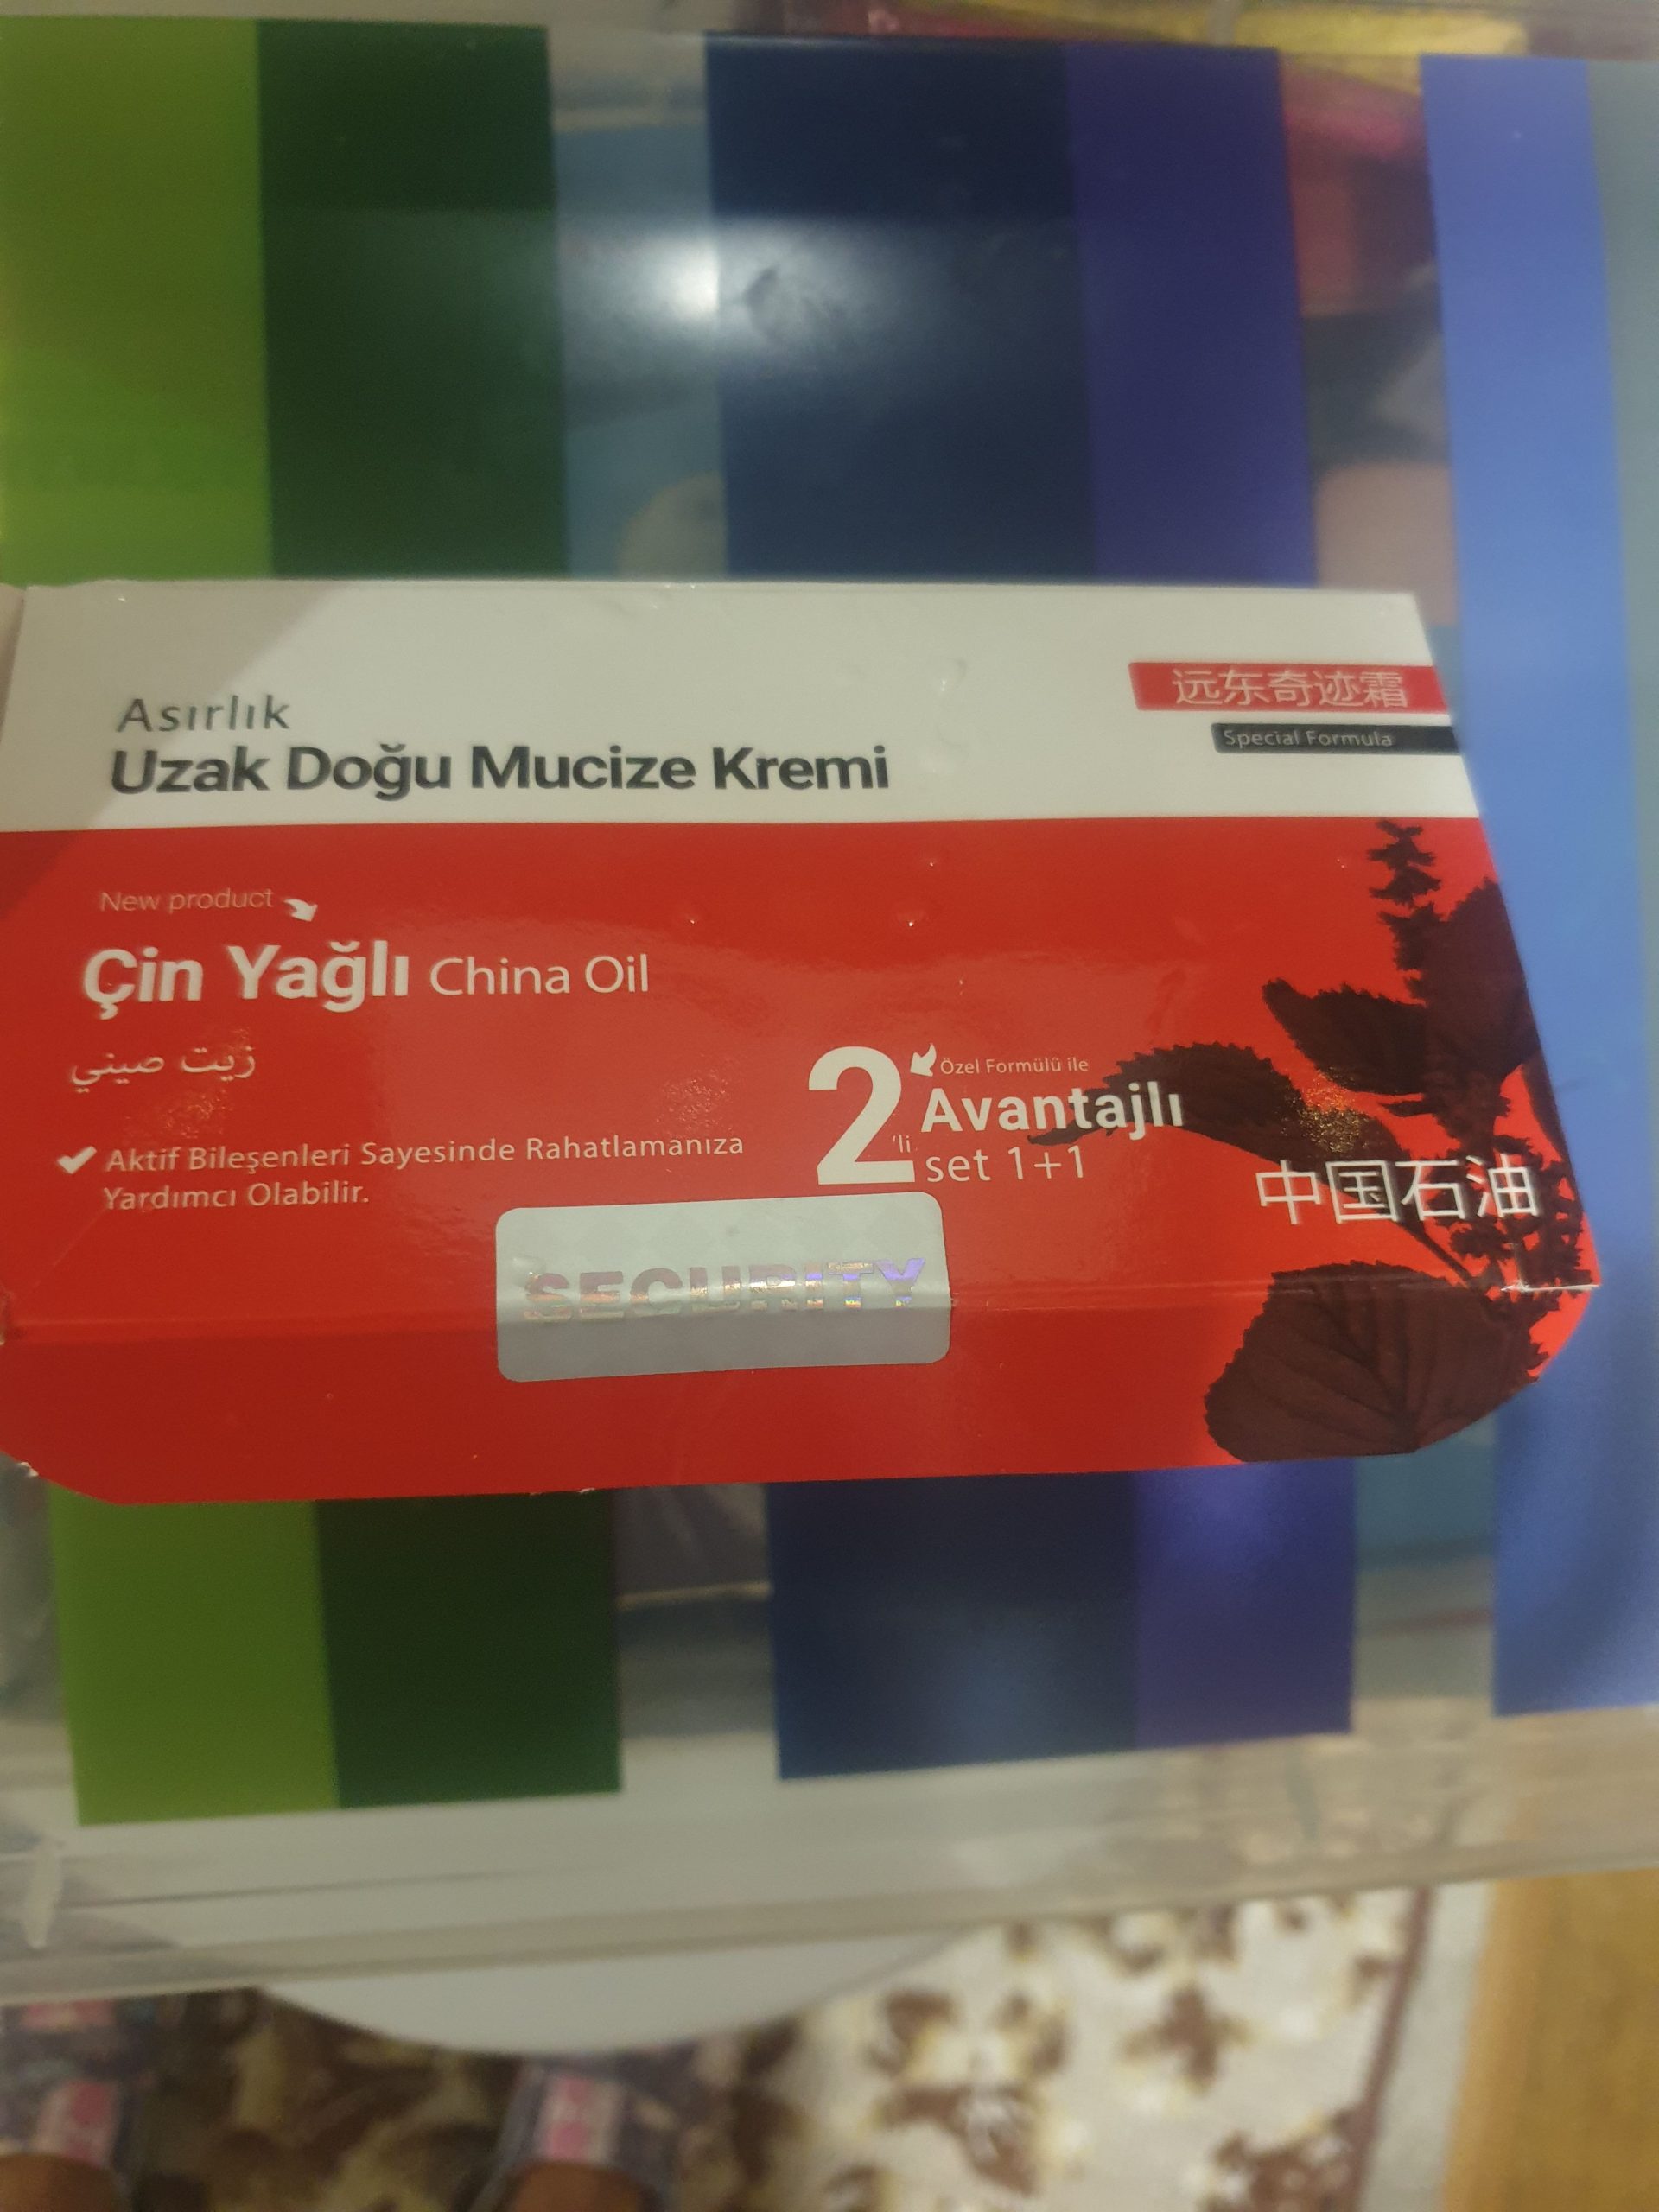 Asırlık
Uzak Doğu Mucize Kremi
远东奇迹霜
Special Formula
New product
Çin Yağlı China Oil
زيت صيني
Aktif Bileşenleri Sayesinde Rahatlamanıza
Yardımcı Olabilir.
2'li
Özel Formülü ile
Avantajlı
set 1+1
中国石油
SECURITY